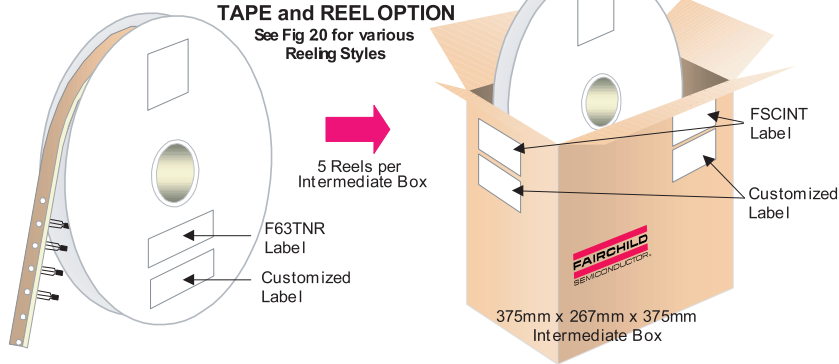 TAPE and REEL OPTION
See Fig 20 for various
Reeling Styles
FSCINT
Label
5 Reels per
Intermediate Box
Customized
Label
F63TNR
Label
Customized
Label
FAIRCHILD
SEMICONDUCTOR™
375mm x 267mm x 375mm
Intermediate Box